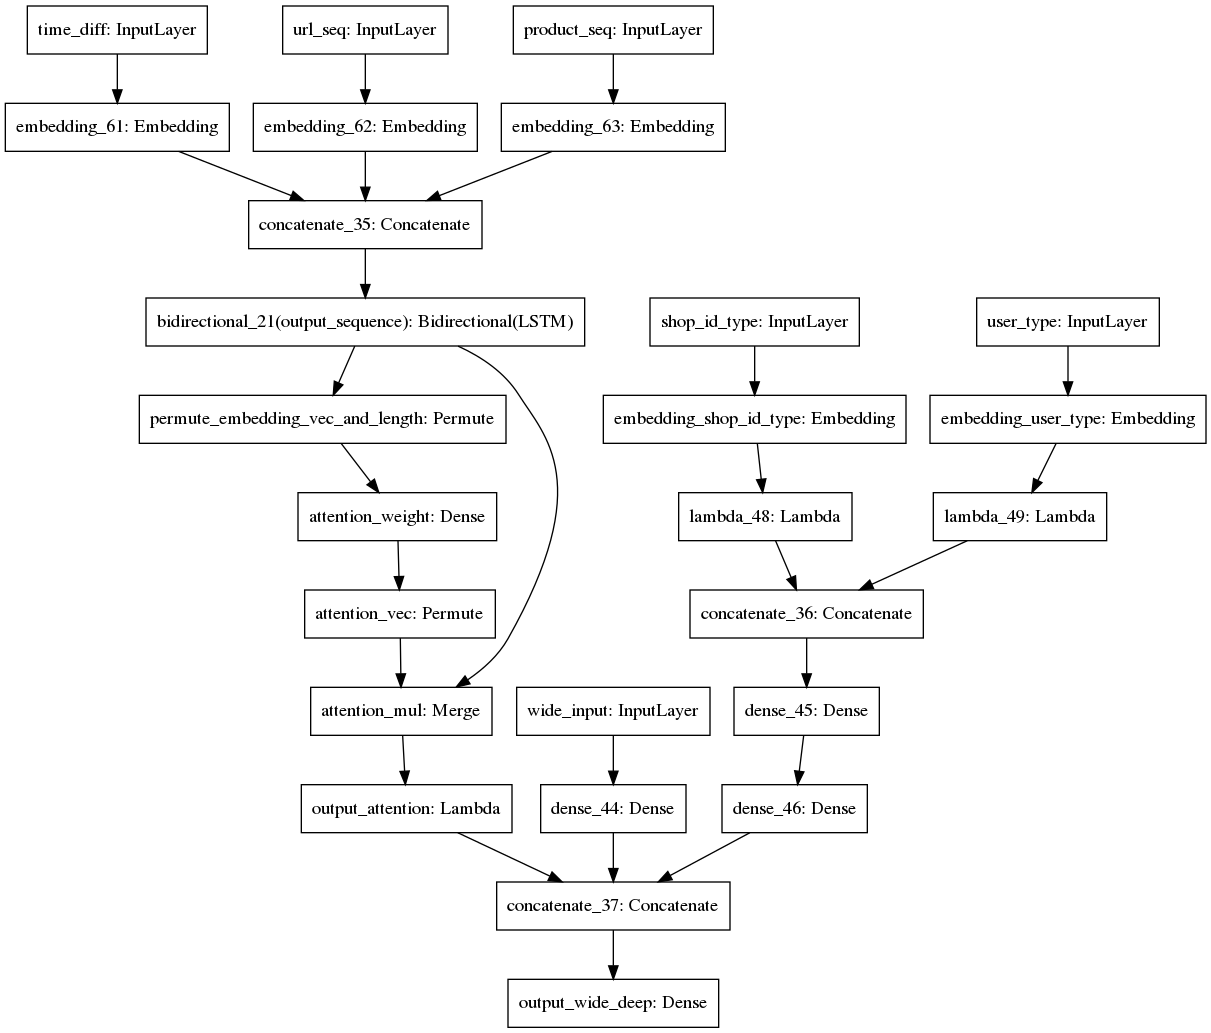 time_diff: InputLayer
url_seq: InputLayer
product_seq: InputLayer
embedding_61: Embedding
embedding_62: Embedding
embedding_63: Embedding
concatenate_35: Concatenate
bidirectional_21(output_sequence): Bidirectional(LSTM)
shop_id_type: InputLayer
user_type: InputLayer
permute_embedding_vec_and_length: Permute
embedding_shop_id_type: Embedding
embedding_user_type: Embedding
attention_weight: Dense
lambda_48: Lambda
lambda_49: Lambda
attention_vec: Permute
concatenate_36: Concatenate
attention_mul: Merge
wide_input: InputLayer
dense_45: Dense
output_attention: Lambda
dense_44: Dense
dense_46: Dense
concatenate_37: Concatenate
output_wide_deep: Dense